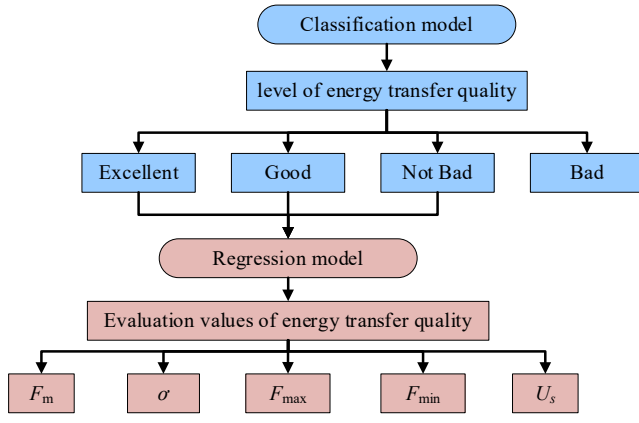 Classification model
level of energy transfer quality
Excellent
Good
Not Bad
Bad
Regression model
Evaluation values of energy transfer quality
Fm
σ
Fmax
Fmin
Us